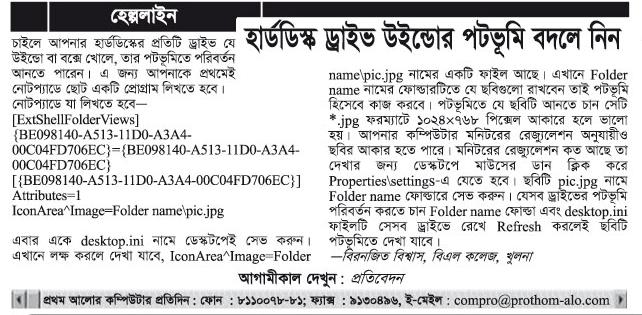 হেল্পলাইন
হার্ডডিস্ক ড্রাইভ উইন্ডোর পটভূমি বদলে নিন
চাইলে আপনার হার্ডডিস্কের প্রতিটি ড্রাইভ যে
উইন্ডো বা বক্সে খোলে, তার পটভূমিতে পরিবর্তন
আনতে পারেন। এ জন্য আপনাকে প্রথমেই
নোটপ্যাডে ছোট একটি প্রোগ্রাম লিখতে হবে।
নোটপ্যাডে যা লিখতে হবে—
[ExtShellFolderViews]
{BE098140-A513-11D0-A3A4-
00C04FD706EC}={BE098140-A513-11D0-A3A4-
00C04FD706EC}
[{BE098140-A513-11D0-A3A4-00C04FD706EC}]
Attributes=1
IconArea^Image=Folder name\pic.jpg
এবার একে desktop.ini নামে ডেস্কটপেই সেভ করুন।
এখানে লক্ষ করলে দেখা যাবে, IconArea^Image=Folder
name\pic.jpg নামের একটি ফাইল আছে। এখানে Folder
name নামের ফোল্ডারটিতে যে ছবিগুলো রাখবেন তাই পটভূমি
হিসেবে কাজ করবে। পটভূমিতে যে ছবিটি আনতে চান সেটি
*.jpg ফরম্যাটে ১০২৪×৭৬৮ পিক্সেল আকারে হলে ভালো
হয়। আপনার কম্পিউটার মনিটরের রেজ্যুলেশন অনুযায়ীও
ছবির আকার হতে পারে। মনিটরের রেজ্যুলেশন কত আছে তা
দেখার জন্য ডেস্কটপে মাউসের ডান ক্লিক করে
Properties\settings-এ যেতে হবে। ছবিটি pic.jpg নামে
Folder name ফোল্ডারে সেভ করুন। যেসব ড্রাইভের পটভূমি
পরিবর্তন করতে চান Folder name ফোল্ডা এবং desktop.ini
ফাইলটি সেসব ড্রাইভে রেখে Refresh করলেই ছবিটি
পটভূমিতে দেখা যাবে।
—বিরনজিত বিশ্বাস, বিএল কলেজ, খুলনা
আগামীকাল দেখুন : প্রতিবেদন
প্রথম আলোর কম্পিউটার প্রতিদিন : ফোন : ৮১১০০৭৮-৮১; ফ্যাক্স : ৯১৩০৪৯৬, ই-মেইল : compro@prothom-alo.com